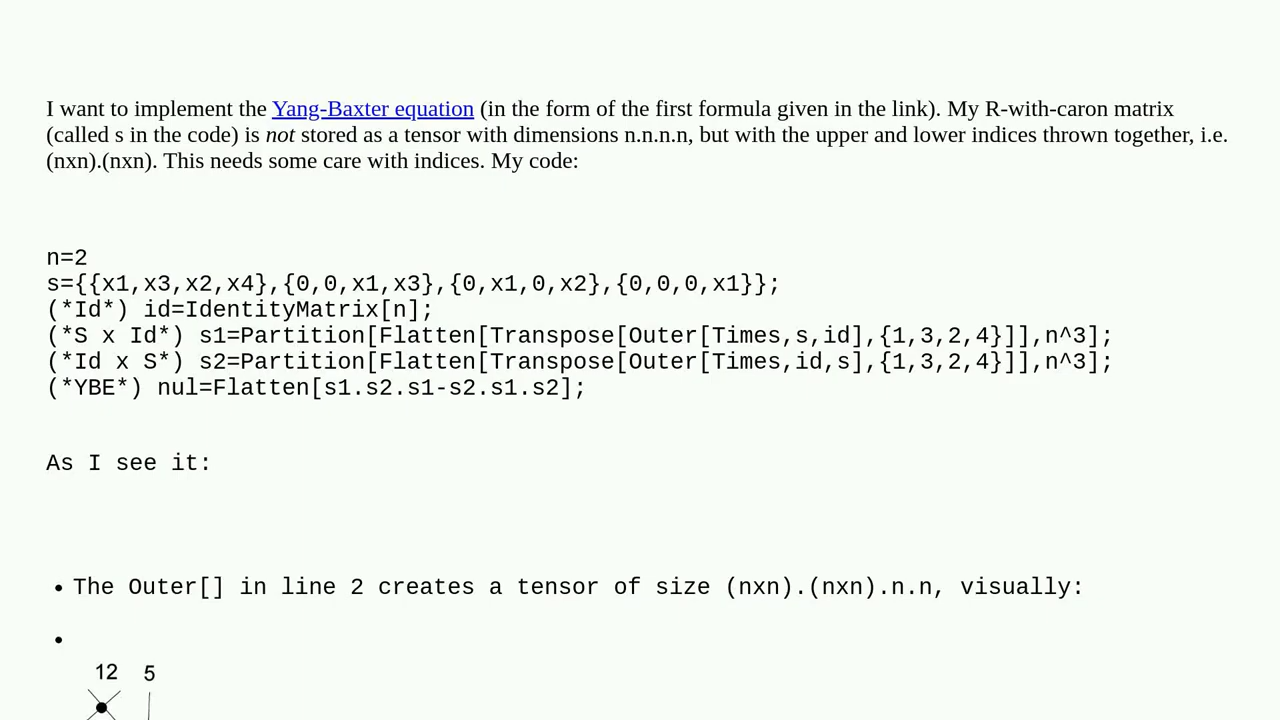 I want to implement the Yang-Baxter equation (in the form of the first formula given in the link). My R-with-caron matrix
(called s in the code) is not stored as a tensor with dimensions n.n.n.n, but with the upper and lower indices thrown together, i.e.
(nxn).(nxn). This needs some care with indices. My code:
n=2
s={{x1,x3,x2,x4},{0,0,x1,x3},{0,x1,0,x2},{0,0,0,x1}};
(*Id*) id=IdentityMatrix[n];
(*S x Id*) s1=Partition[Flatten[Transpose[Outer[Times,s,id],{1,3,2,4}]],n^3];
(*Id x S*) s2=Partition[Flatten[Transpose[Outer[Times,id,s],{1,3,2,4}]],n^3];
(*YBE*) nul=Flatten[s1.s2.s1-s2.s1.s2];
As I see it:
• The Outer[] in line 2 creates a tensor of size (nxn).(nxn).n.n, visually:
•
12 5